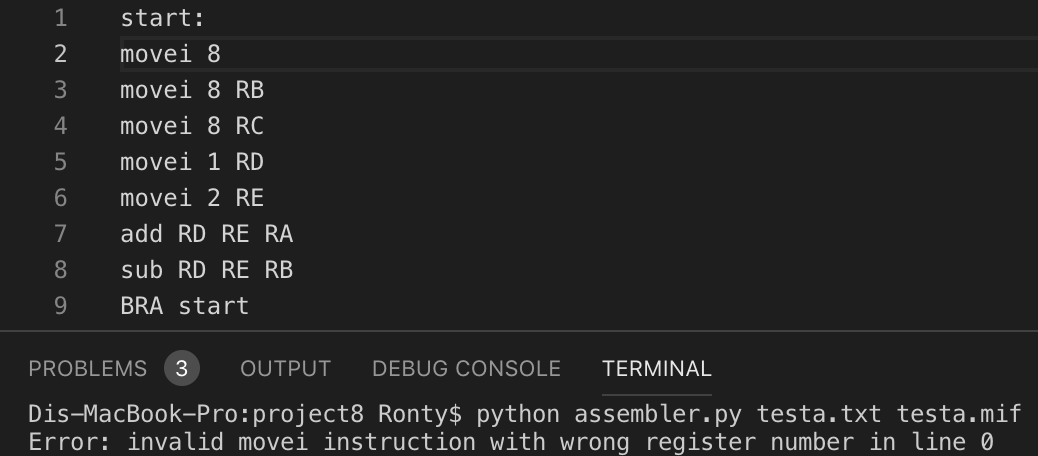 1 start:
2 movei 8
3 movei 8 RB
4 movei 8 RC
5 movei 1 RD
6 movei 2 RE
7 add RD RE RA
8 sub RD RE RB
9 BRA start
PROBLEMS 3 OUTPUT DEBUG CONSOLE TERMINAL
Dis-MacBook-Pro:project8 Ronty$ python assembler.py testa.txt testa.mif
Error: invalid movei instruction with wrong register number in line 0